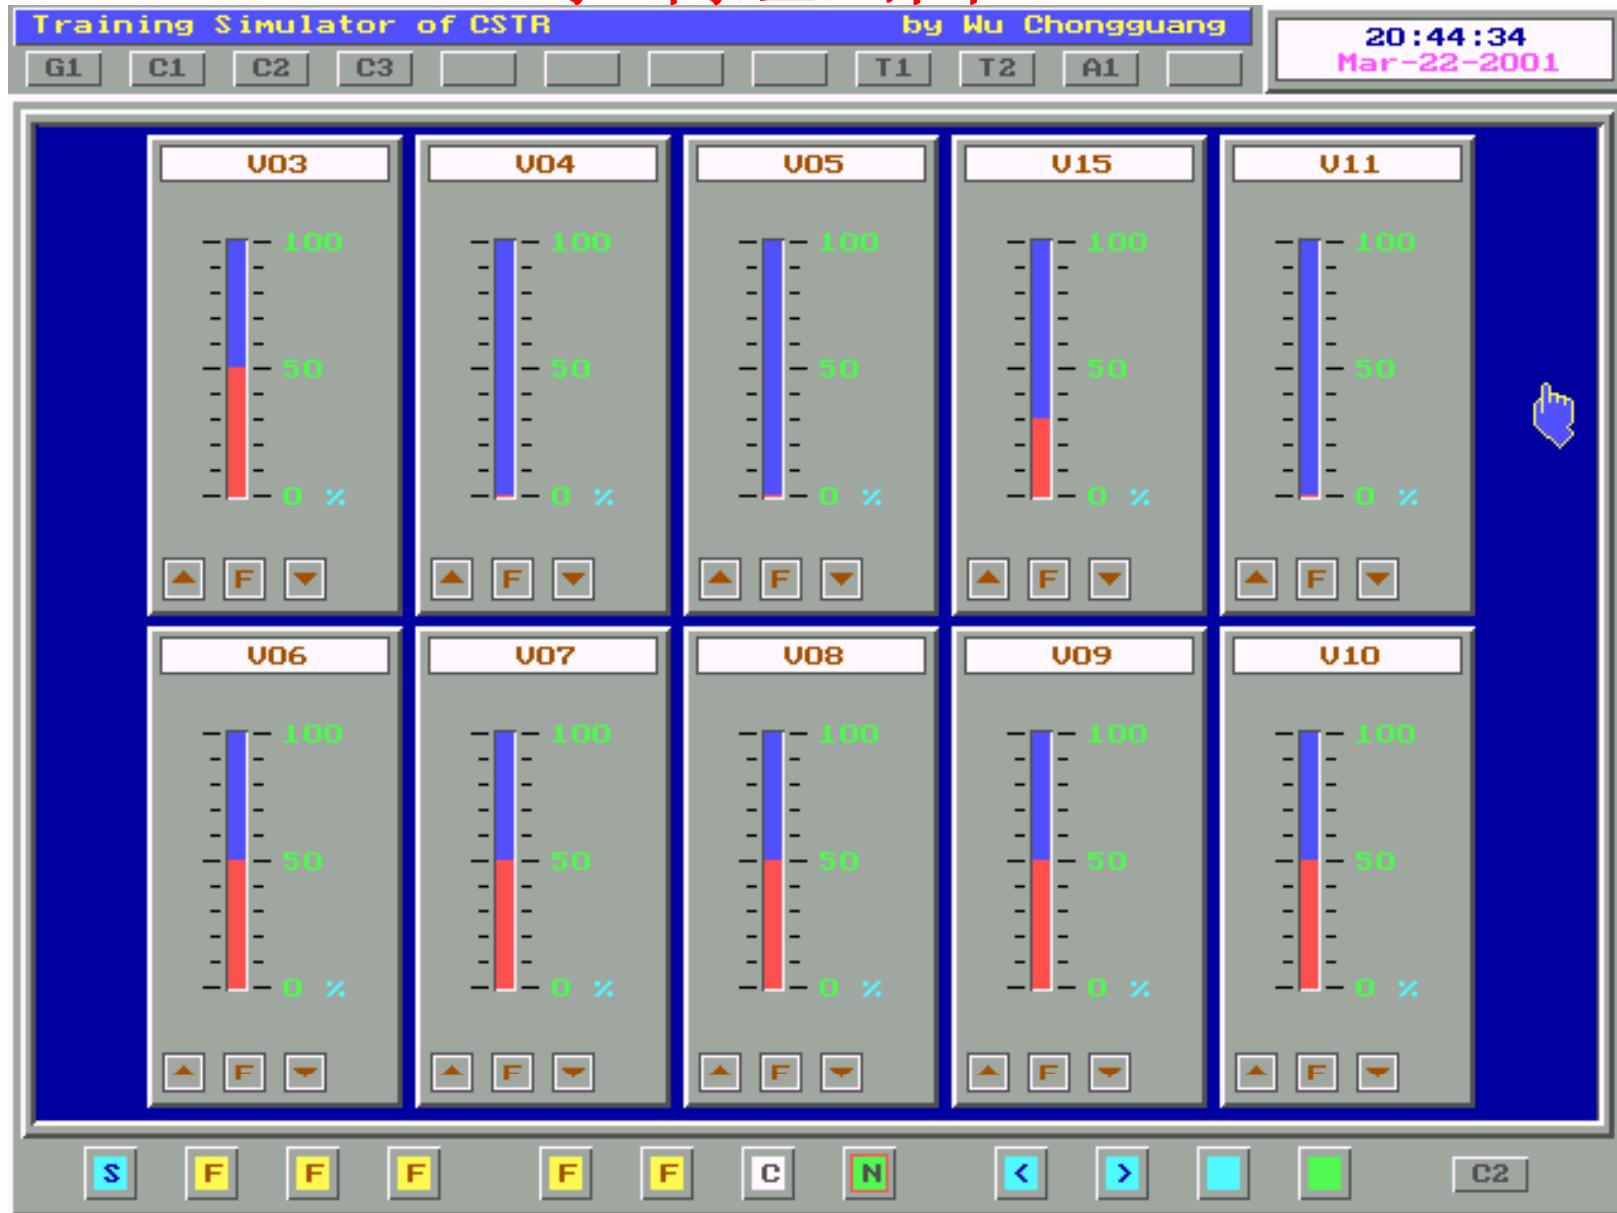 Training Simulator of CSTR by Wu Chongguang
20:44:34
Mar-22-2001
G1 C1 C2 C3 T1 T2 A1
V03 V04 V05 V15 V11
100 100 100 100 100
50 50 50 50 50
0 % 0 % 0 % 0 % 0 %
F F F F F
V06 V07 V08 V09 V10
100 100 100 100 100
50 50 50 50 50
0 % 0 % 0 % 0 % 0 %
F F F F F
S F F F F F C N < > C2